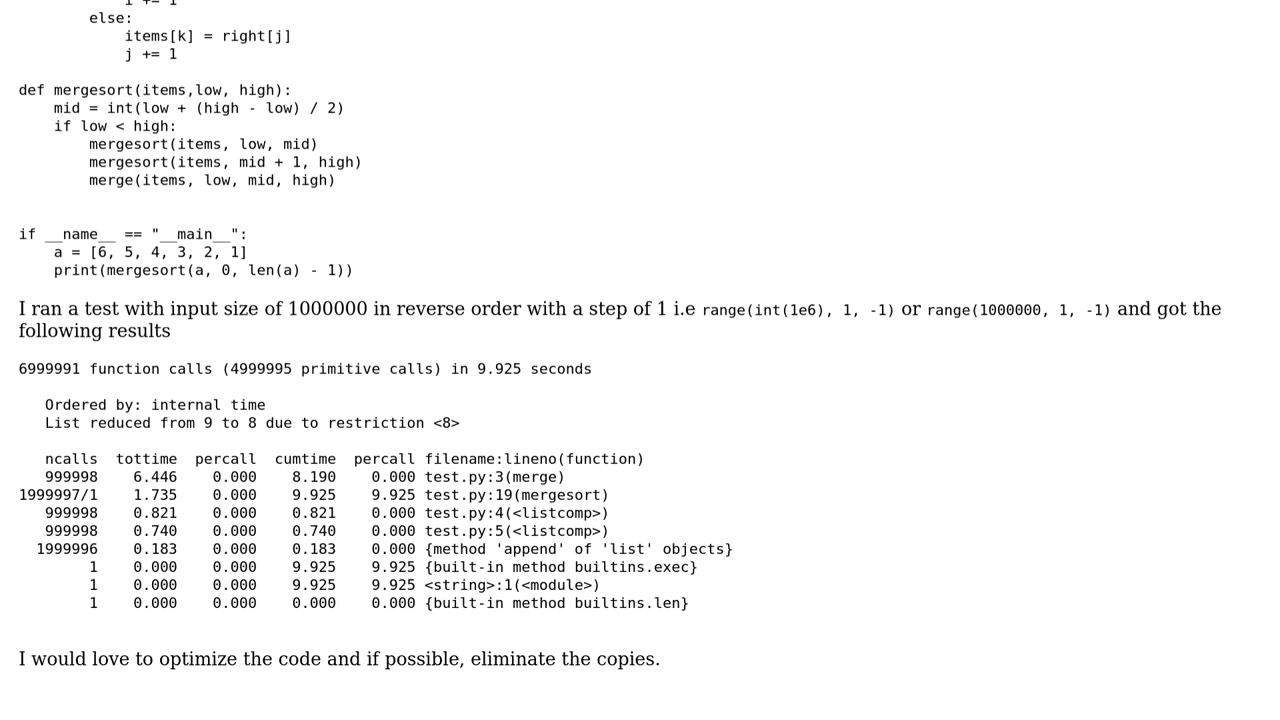 i += 1
        else:
            items[k] = right[j]
            j += 1

def mergesort(items,low, high):
    mid = int(low + (high - low) / 2)
    if low < high:
        mergesort(items, low, mid)
        mergesort(items, mid + 1, high)
        merge(items, low, mid, high)

if __name__ == "__main__":
    a = [6, 5, 4, 3, 2, 1]
    print(mergesort(a, 0, len(a) - 1))
I ran a test with input size of 1000000 in reverse order with a step of 1 i.e range(int(1e6), 1, -1) or range(1000000, 1, -1) and got the
following results
6999991 function calls (4999995 primitive calls) in 9.925 seconds

   Ordered by: internal time
   List reduced from 9 to 8 due to restriction <8>

   ncalls  tottime  percall  cumtime  percall filename:lineno(function)
   999998    6.446    0.000    8.190    0.000 test.py:3(merge)
1999997/1    1.735    0.000    9.925    9.925 test.py:19(mergesort)
   999998    0.821    0.000    0.821    0.000 test.py:4(<listcomp>)
   999998    0.740    0.000    0.740    0.000 test.py:5(<listcomp>)
  1999996    0.183    0.000    0.183    0.000 {method 'append' of 'list' objects}
        1    0.000    0.000    9.925    9.925 {built-in method builtins.exec}
        1    0.000    0.000    9.925    9.925 <string>:1(<module>)
        1    0.000    0.000    0.000    0.000 {built-in method builtins.len}

I would love to optimize the code and if possible, eliminate the copies.